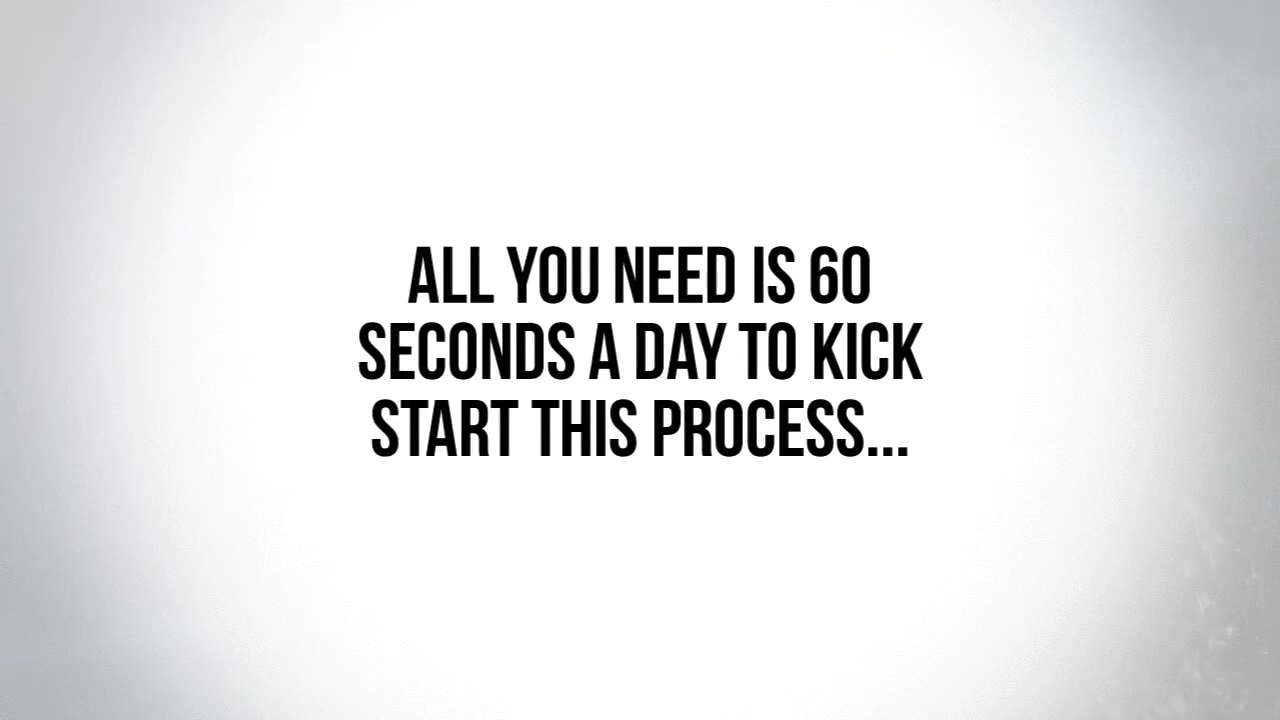 ALL YOU NEED IS 60
SECONDS A DAY TO KICK
START THIS PROCESS...